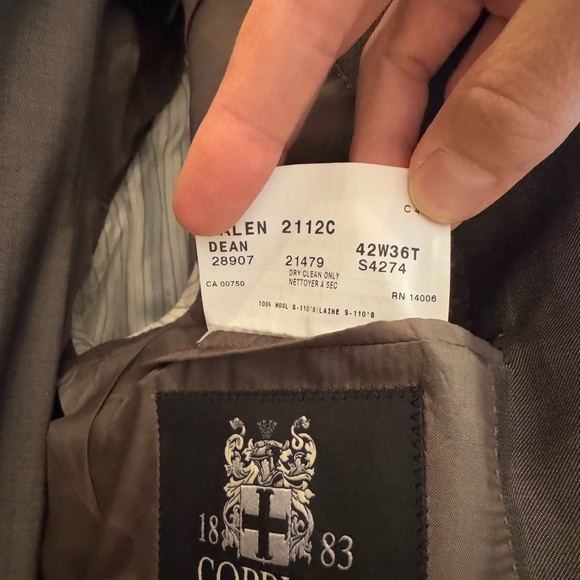 C 4
ALEN 2112C
DEAN 42W36T
28907 21479 S4274
DRY CLEAN ONLY
NETTOYER A SEC
CA 00750 RN 14006
100% WOOL S-110'S/LAINE S-110'S
18 83